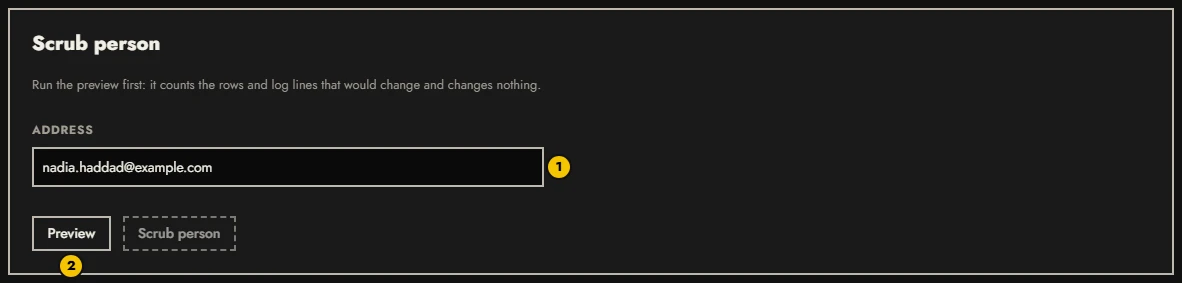 Scrub person
Run the preview first: it counts the rows and log lines that would change and changes nothing.
ADDRESS
nadia.haddad@example.com 1
Preview Scrub person
2